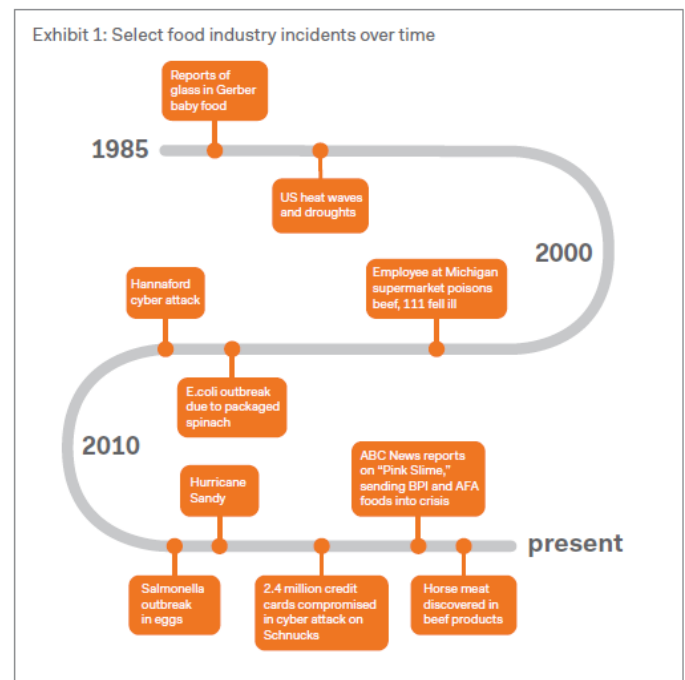 Exhibit 1: Select food industry incidents over time
Reports of
glass in Gerber
baby food
1985
US heat waves
and droughts
2000
Employee at Michigan
supermarket poisons
beef, 111 fell ill
Hannaford
cyber attack
E.coli outbreak
due to packaged
spinach
2010
ABC News reports
on “Pink Slime,”
sending BPI and AFA
foods into crisis
Hurricane
Sandy
present
Salmonella
outbreak
in eggs
2.4 million credit
cards compromised
in cyber attack on
Schnucks
Horse meat
discovered in
beef products